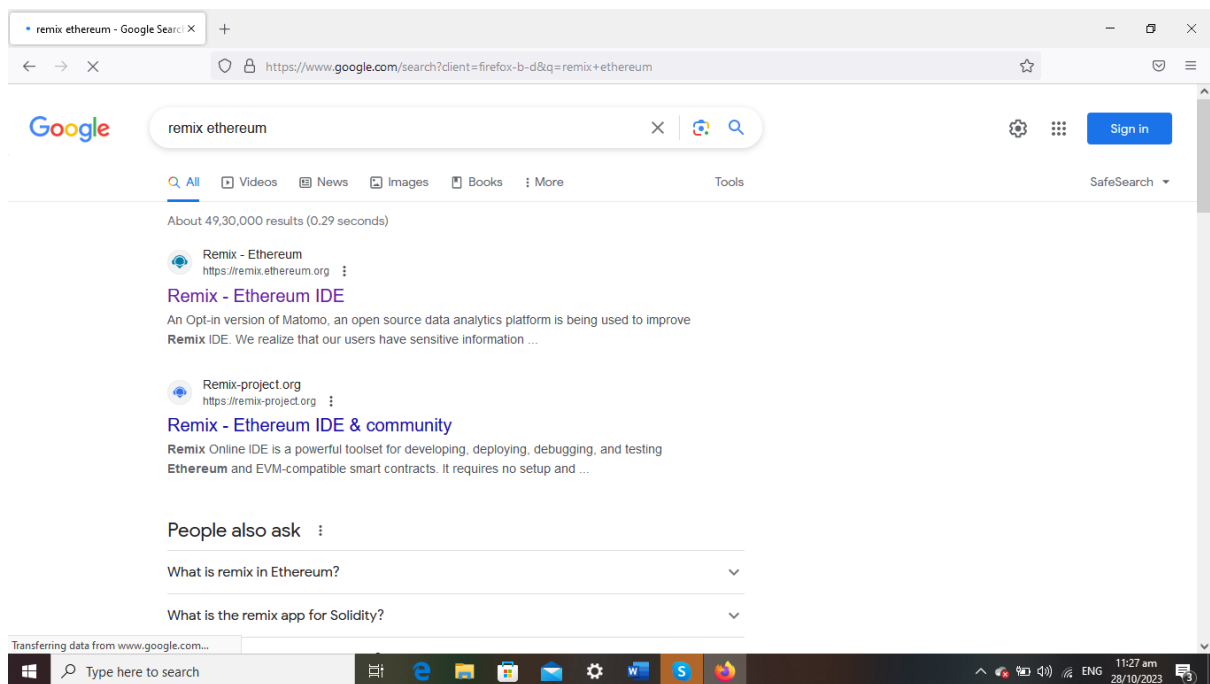 remix ethereum - Google Search
https://www.google.com/search?client=firefox-b-d&q=remix+ethereum
Google
remix ethereum
Sign in
All Videos News Images Books More Tools SafeSearch
About 49,30,000 results (0.29 seconds)
Remix - Ethereum
https://remix.ethereum.org
Remix - Ethereum IDE
An Opt-in version of Matomo, an open source data analytics platform is being used to improve
Remix IDE. We realize that our users have sensitive information ...
Remix-project.org
https://remix-project.org
Remix - Ethereum IDE & community
Remix Online IDE is a powerful toolset for developing, deploying, debugging, and testing
Ethereum and EVM-compatible smart contracts. It requires no setup and ...
People also ask
What is remix in Ethereum?
What is the remix app for Solidity?
Transferring data from www.google.com...
Type here to search
ENG
11:27 am
28/10/2023
3